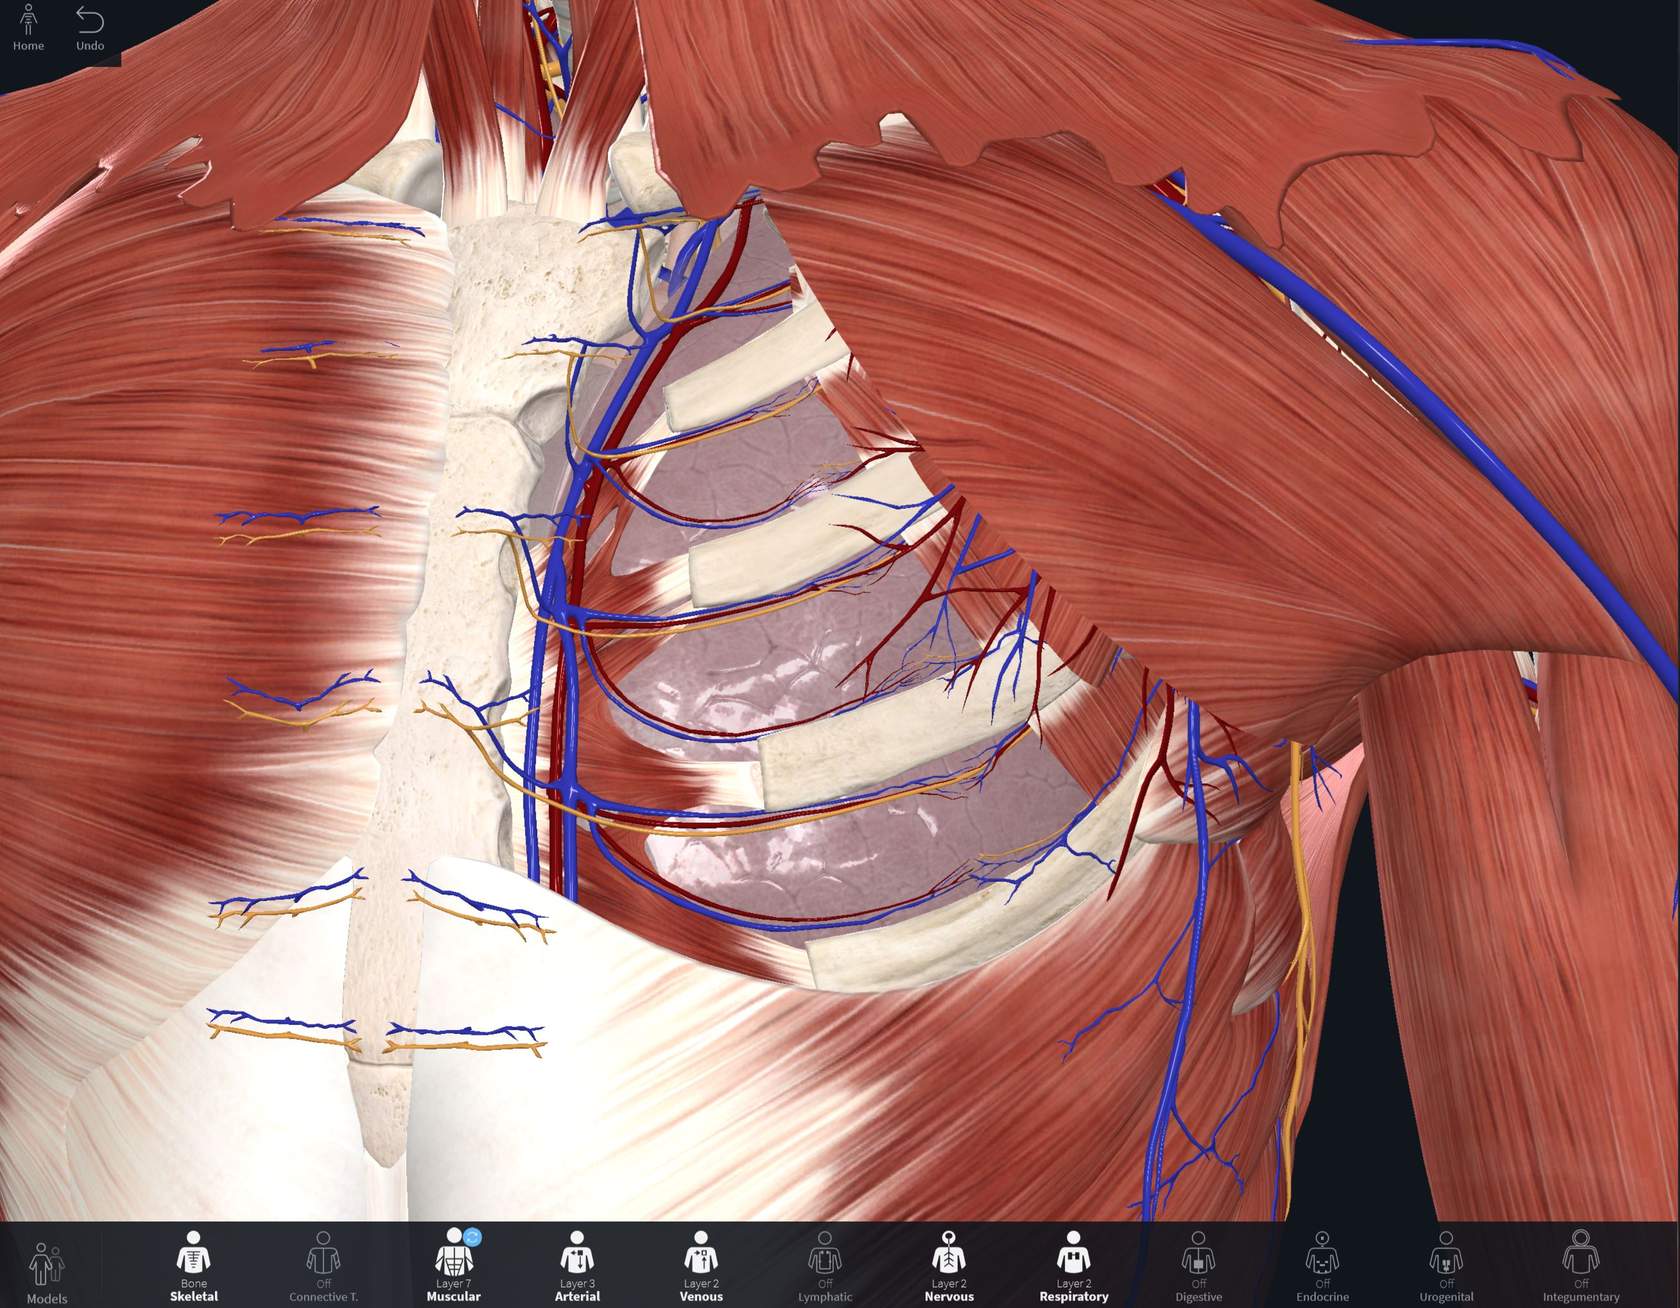 Home
Undo
Models
Bone
Skeletal
Off
Connective T.
Layer 7
Muscular
Layer 3
Arterial
Layer 2
Venous
Off
Lymphatic
Layer 2
Nervous
Layer 2
Respiratory
Off
Digestive
Off
Endocrine
Off
Urogenital
Off
Integumentary